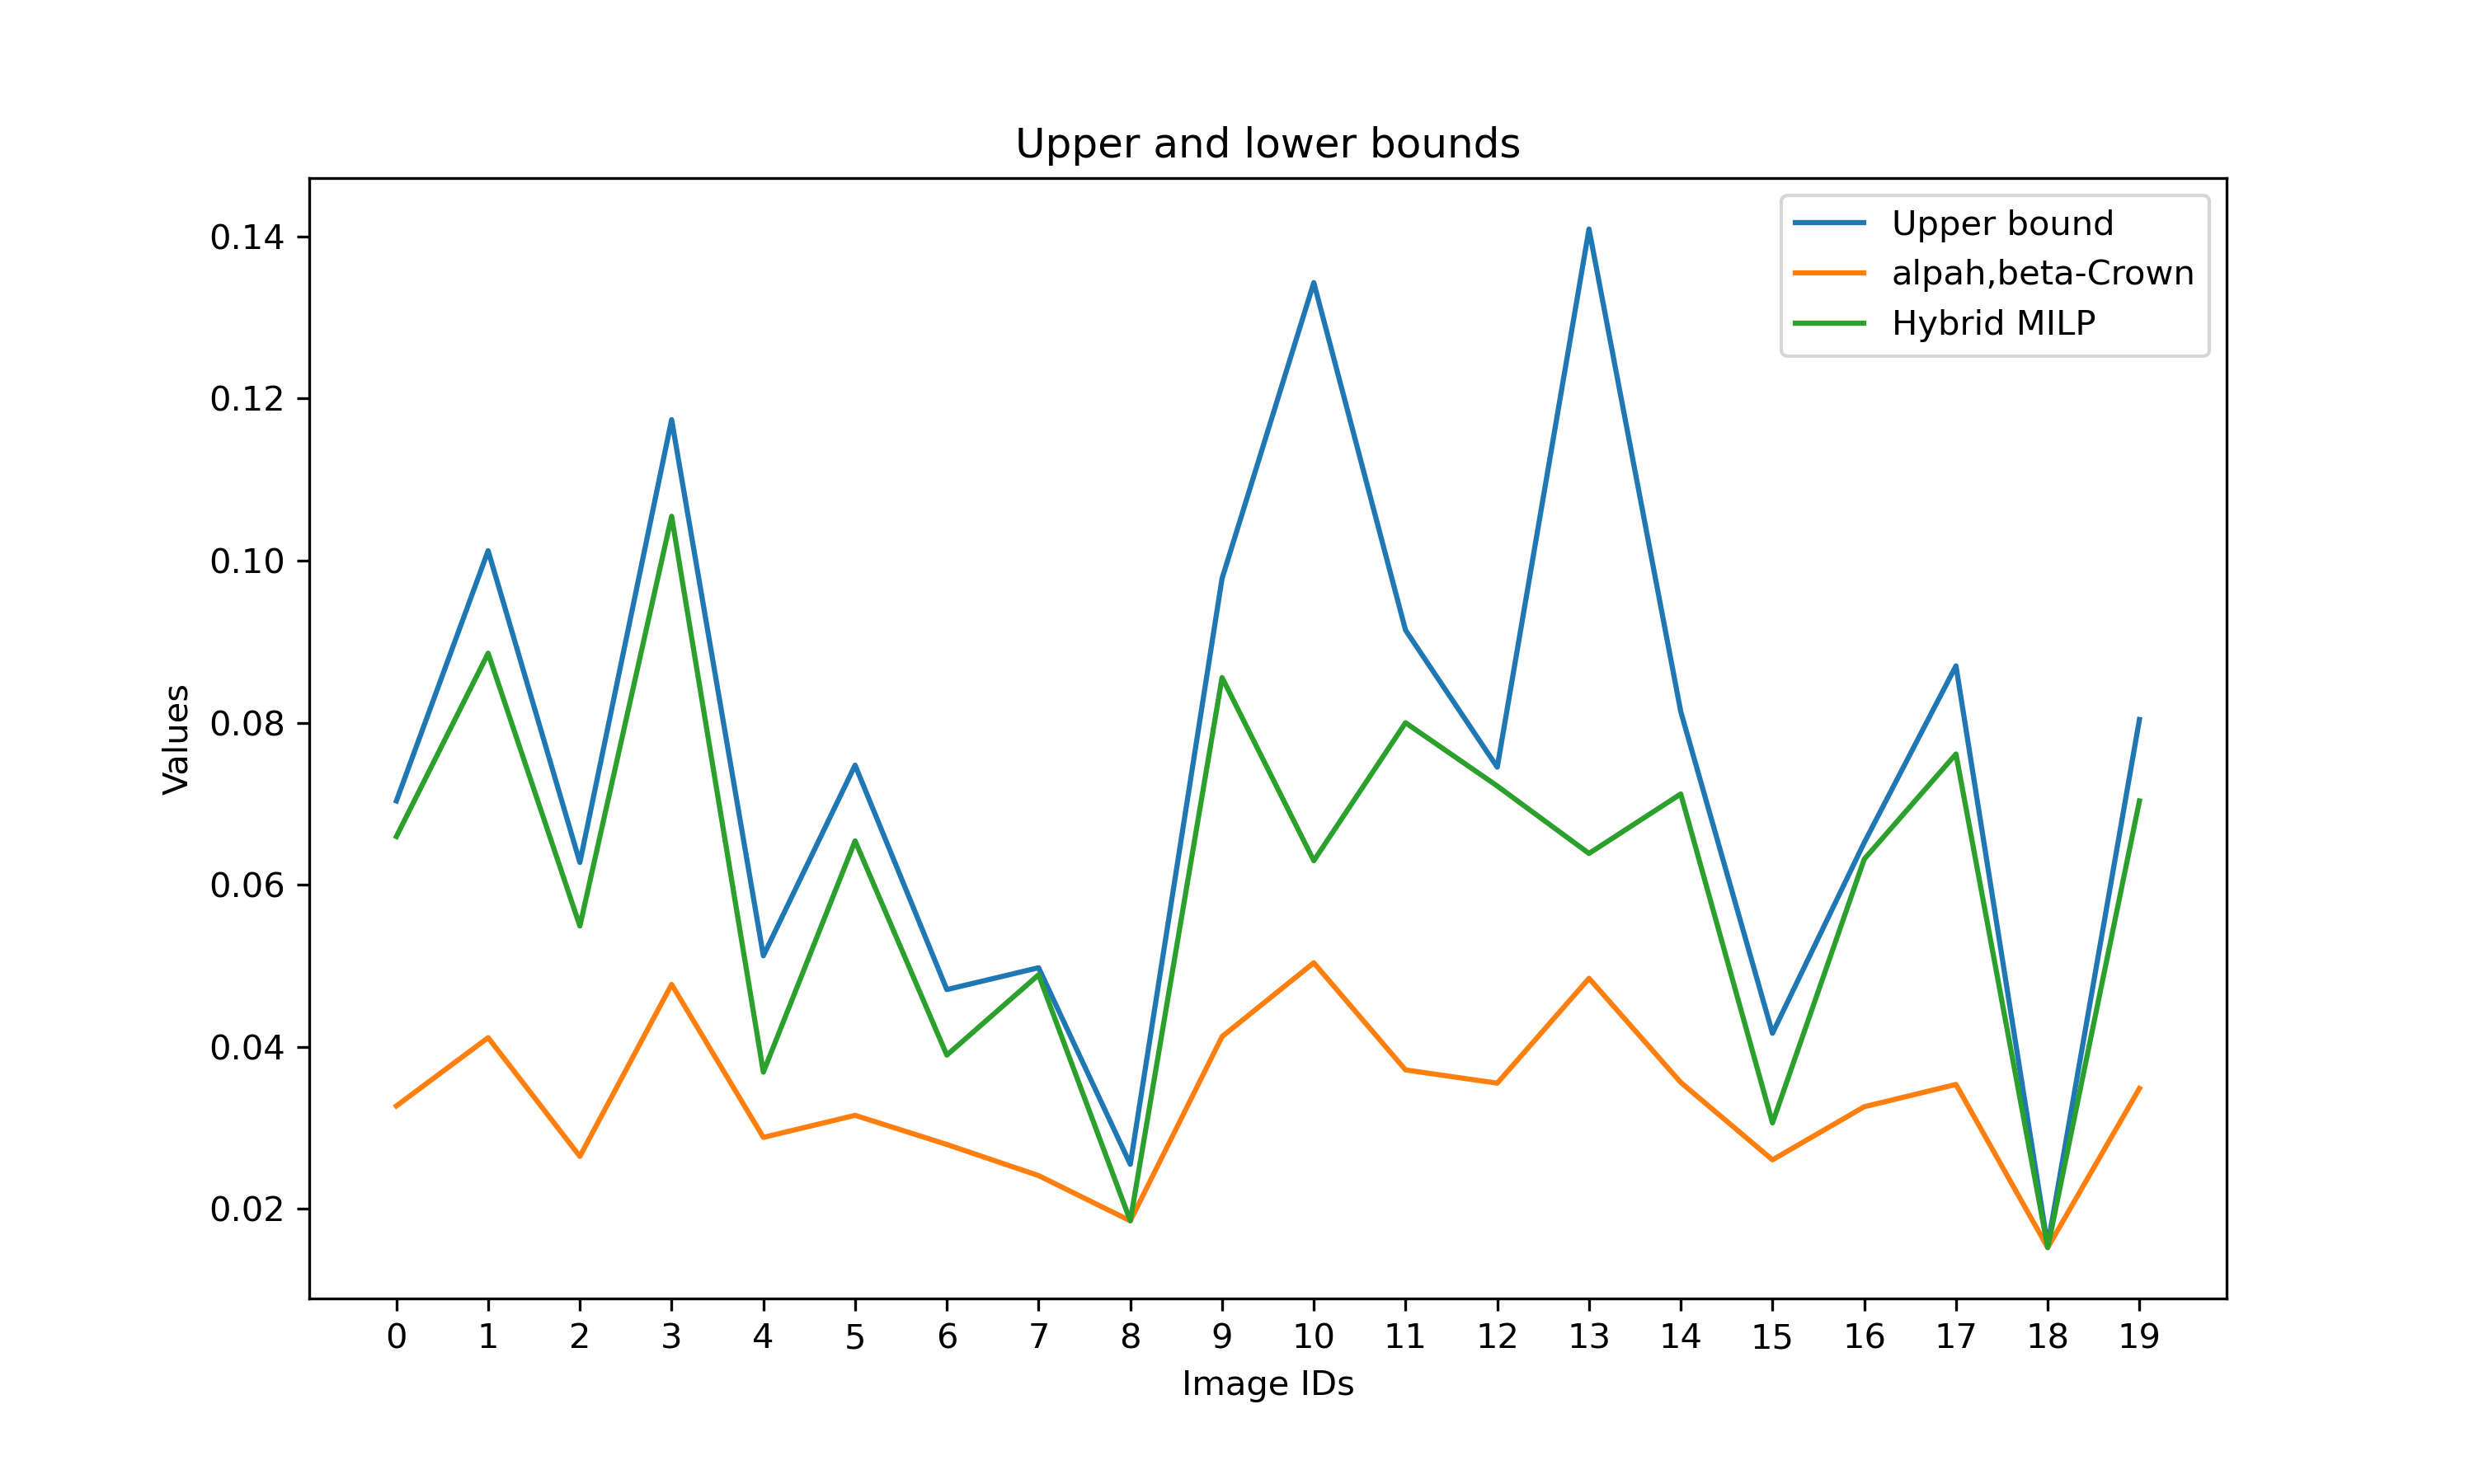 Upper and lower bounds
Upper bound
alpah,beta-Crown
Hybrid MILP
Values
0.14
0.12
0.10
0.08
0.06
0.04
0.02
0 1 2 3 4 5 6 7 8 9 10 11 12 13 14 15 16 17 18 19
Image IDs